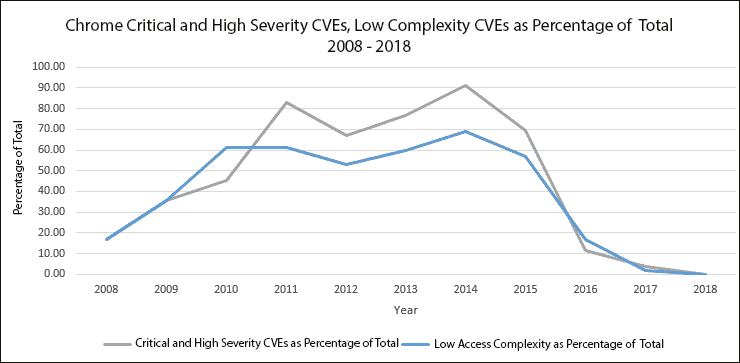 Chrome Critical and High Severity CVEs, Low Complexity CVEs as Percentage of Total
2008 - 2018
100.00
90.00
80.00
70.00
60.00
50.00
40.00
30.00
20.00
10.00
0.00
Percentage of Total
2008 2009 2010 2011 2012 2013 2014 2015 2016 2017 2018
Year
Critical and High Severity CVEs as Percentage of Total Low Access Complexity as Percentage of Total